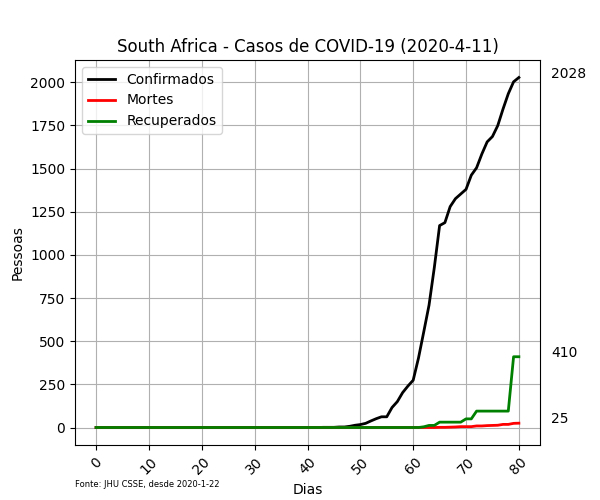 South Africa - Casos de COVID-19 (2020-4-11)
Confirmados
Mortes
Recuperados
2028
410
25
Pessoas
2000
1750
1500
1250
1000
750
500
250
0
0 10 20 30 40 50 60 70 80
Fonte: JHU CSSE, desde 2020-1-22
Dias